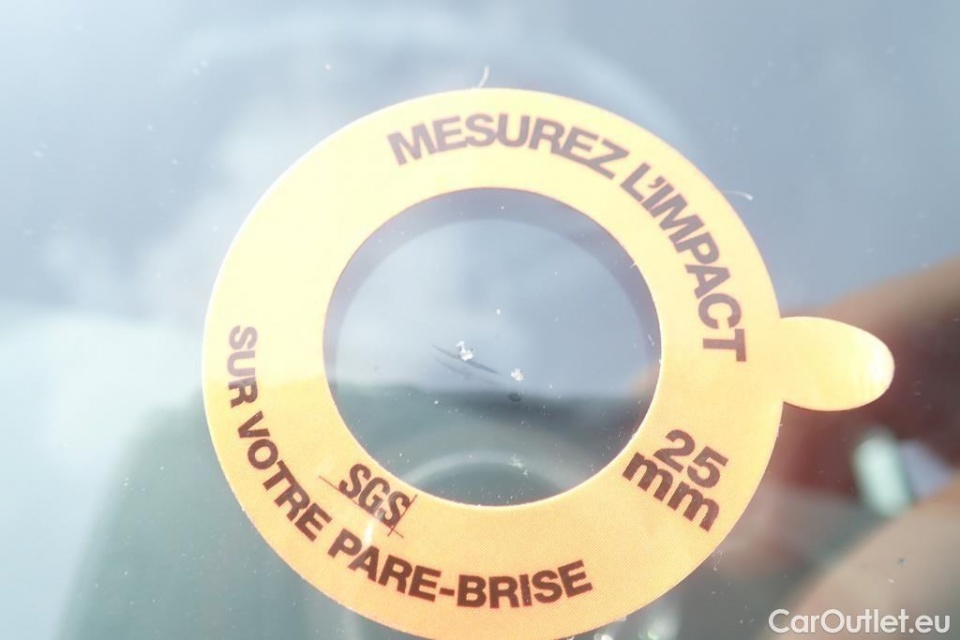 MESUREZ L'IMPACT
SUR VOTRE PARE-BRISE
25
mm
SGS
CarOutlet.eu